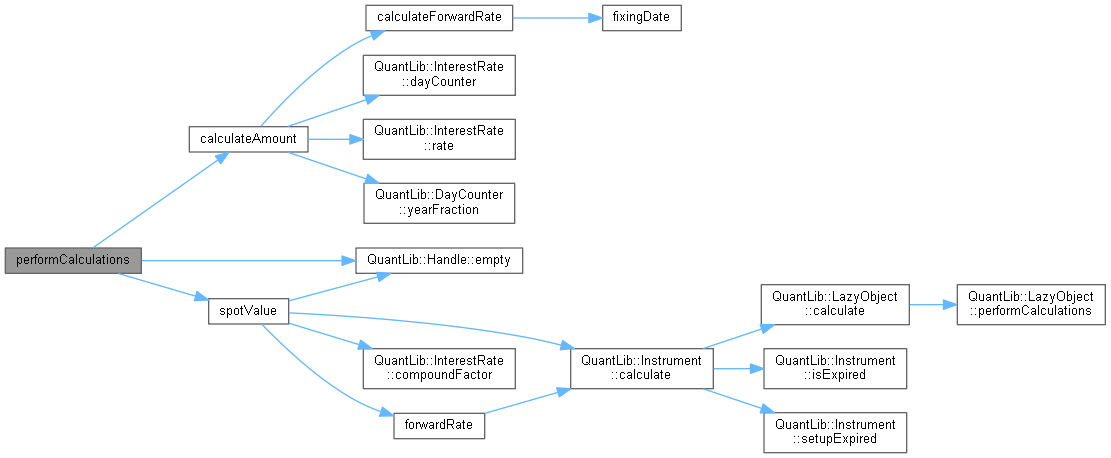 calculateForwardRate
fixingDate
QuantLib::InterestRate
::dayCounter
calculateAmount
QuantLib::InterestRate
::rate
QuantLib::DayCounter
::yearFraction
performCalculations
QuantLib::Handle::empty
spotValue
QuantLib::LazyObject
::calculate
QuantLib::LazyObject
::performCalculations
QuantLib::InterestRate
::compoundFactor
QuantLib::Instrument
::calculate
QuantLib::Instrument
::isExpired
forwardRate
QuantLib::Instrument
::setupExpired